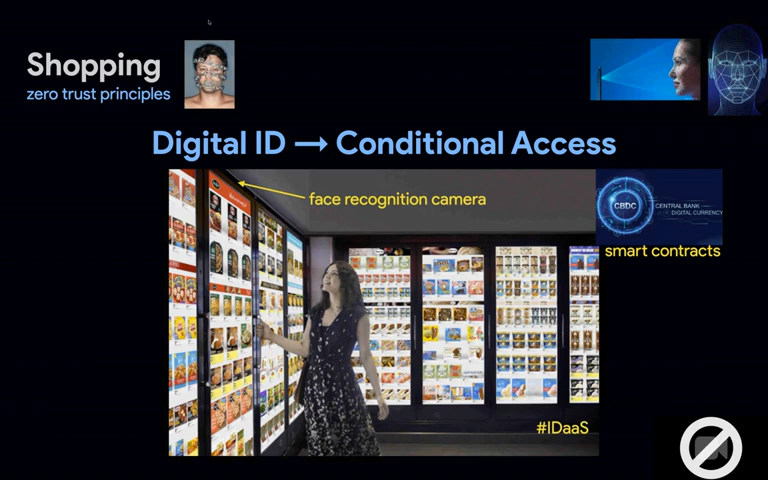 Shopping
zero trust principles
Digital ID → Conditional Access
face recognition camera
CBDC
CENTRAL BANK
DIGITAL CURRENCY
smart contracts
#IDaaS